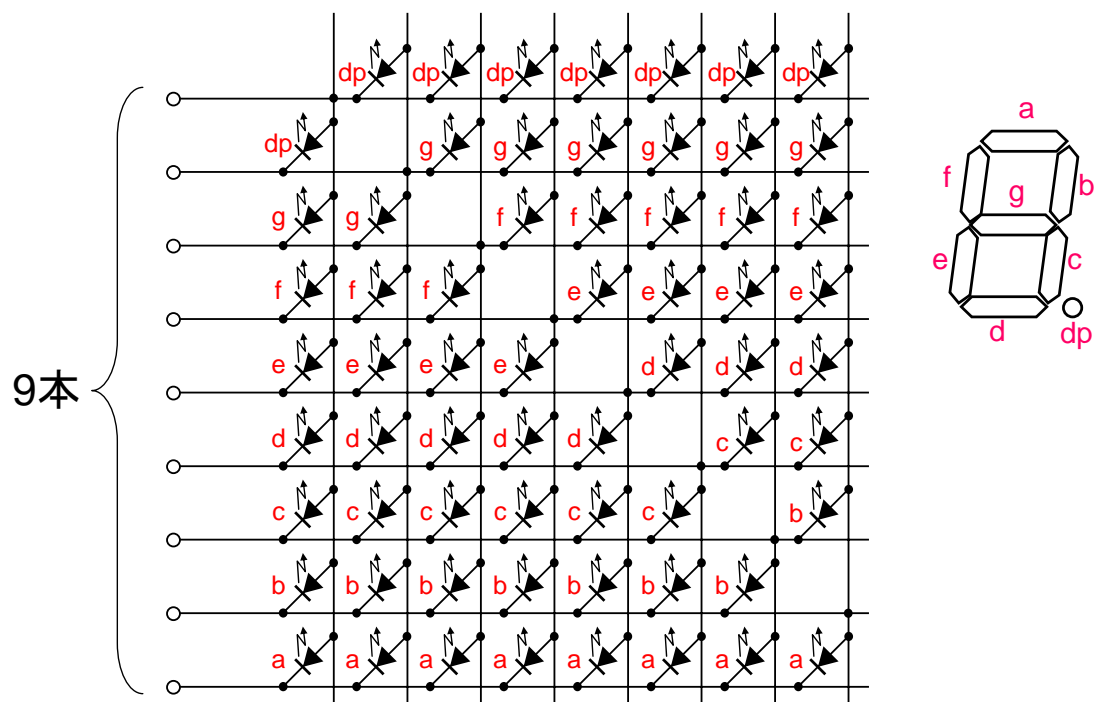 dp dp dp dp dp dp dp
dp g g g g g g
g g f f f f f
f f f e e e e
e e e e d d d
d d d d d c c
c c c c c c b
b b b b b b b
a a a a a a a a
9本
a
f b
g
e c
d dp